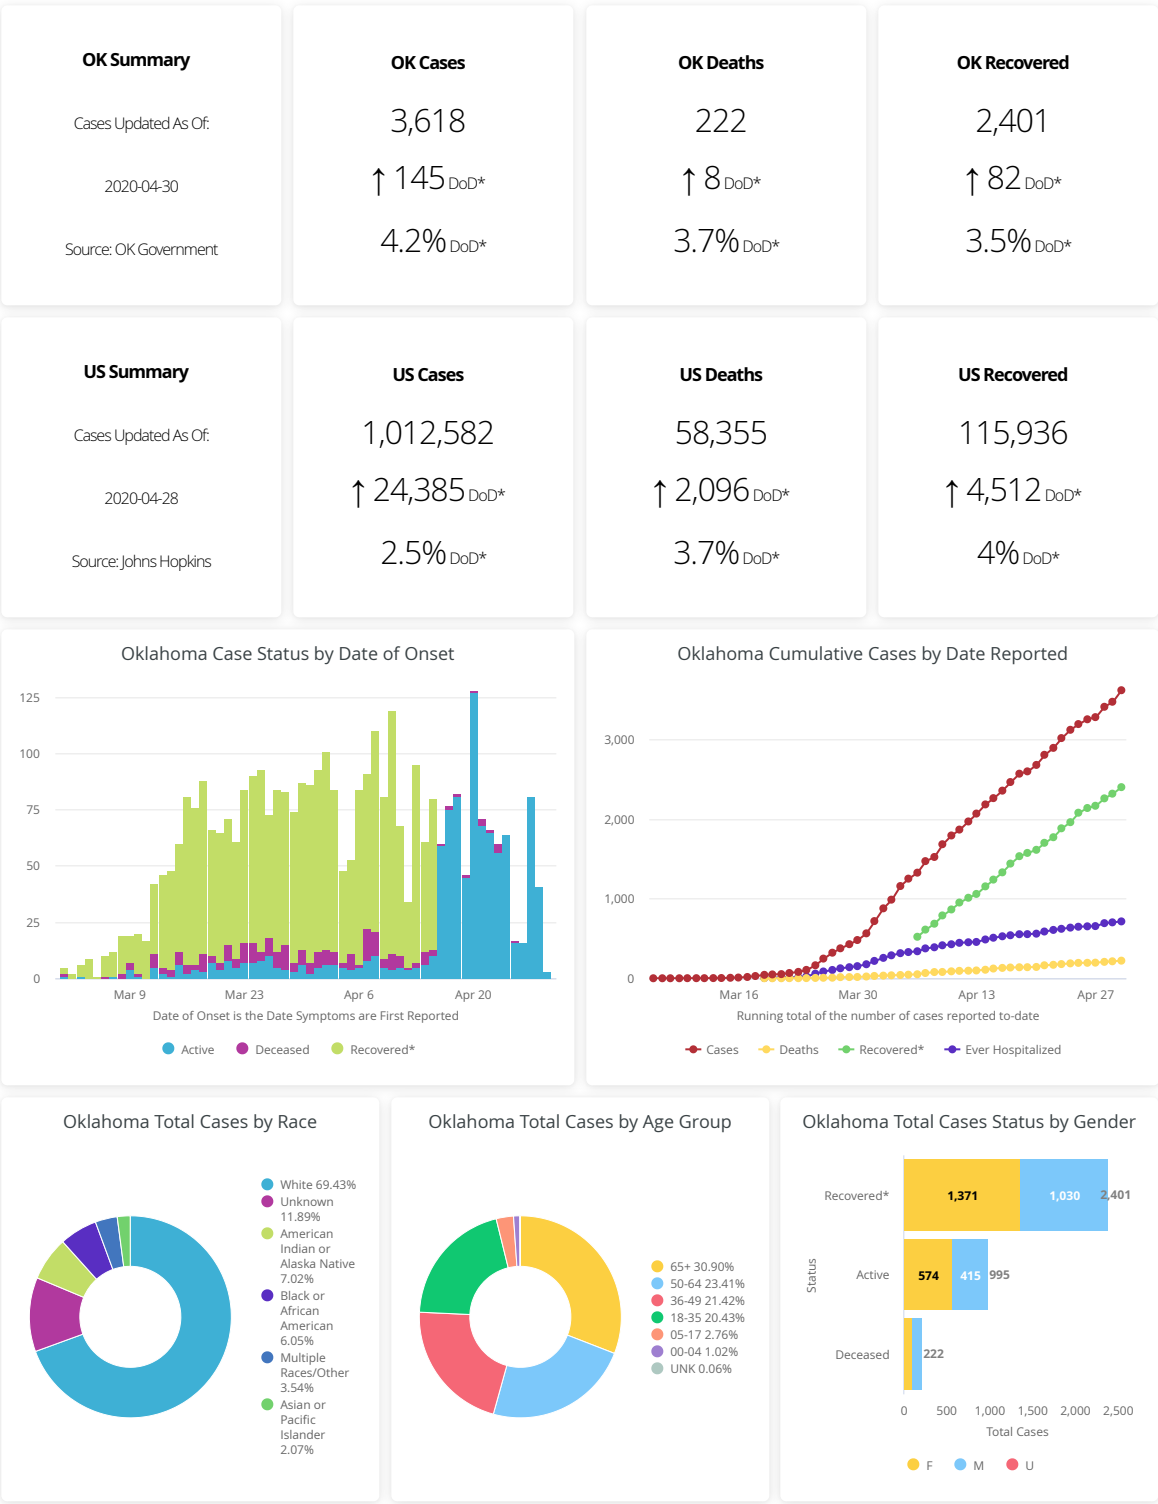 OK Summary
Cases Updated As Of:
2020-04-30
Source: OK Government
OK Cases
3,618
↑ 145 DoD*
4.2% DoD*
OK Deaths
222
↑ 8 DoD*
3.7% DoD*
OK Recovered
2,401
↑ 82 DoD*
3.5% DoD*
US Summary
Cases Updated As Of:
2020-04-28
Source: Johns Hopkins
US Cases
1,012,582
↑ 24,385 DoD*
2.5% DoD*
US Deaths
58,355
↑ 2,096 DoD*
3.7% DoD*
US Recovered
115,936
↑ 4,512 DoD*
4% DoD*
Oklahoma Case Status by Date of Onset
125
100
75
50
25
0
Mar 9 Mar 23 Apr 6 Apr 20
Date of Onset is the Date Symptoms are First Reported
Active Deceased Recovered*
Oklahoma Cumulative Cases by Date Reported
3,000
2,000
1,000
0
Mar 16 Mar 30 Apr 13 Apr 27
Running total of the number of cases reported to-date
Cases Deaths Recovered* Ever Hospitalized
Oklahoma Total Cases by Race
White 69.43%
Unknown
11.89%
American
Indian or
Alaska Native
7.02%
Black or
African
American
6.05%
Multiple
Races/Other
3.54%
Asian or
Pacific
Islander
2.07%
Oklahoma Total Cases by Age Group
65+ 30.90%
50-64 23.41%
36-49 21.42%
18-35 20.43%
05-17 2.76%
00-04 1.02%
UNK 0.06%
Oklahoma Total Cases Status by Gender
Status
Recovered* 1,371 1,030 2,401
Active 574 415 995
Deceased 222
0 500 1,000 1,500 2,000 2,500
Total Cases
F M U